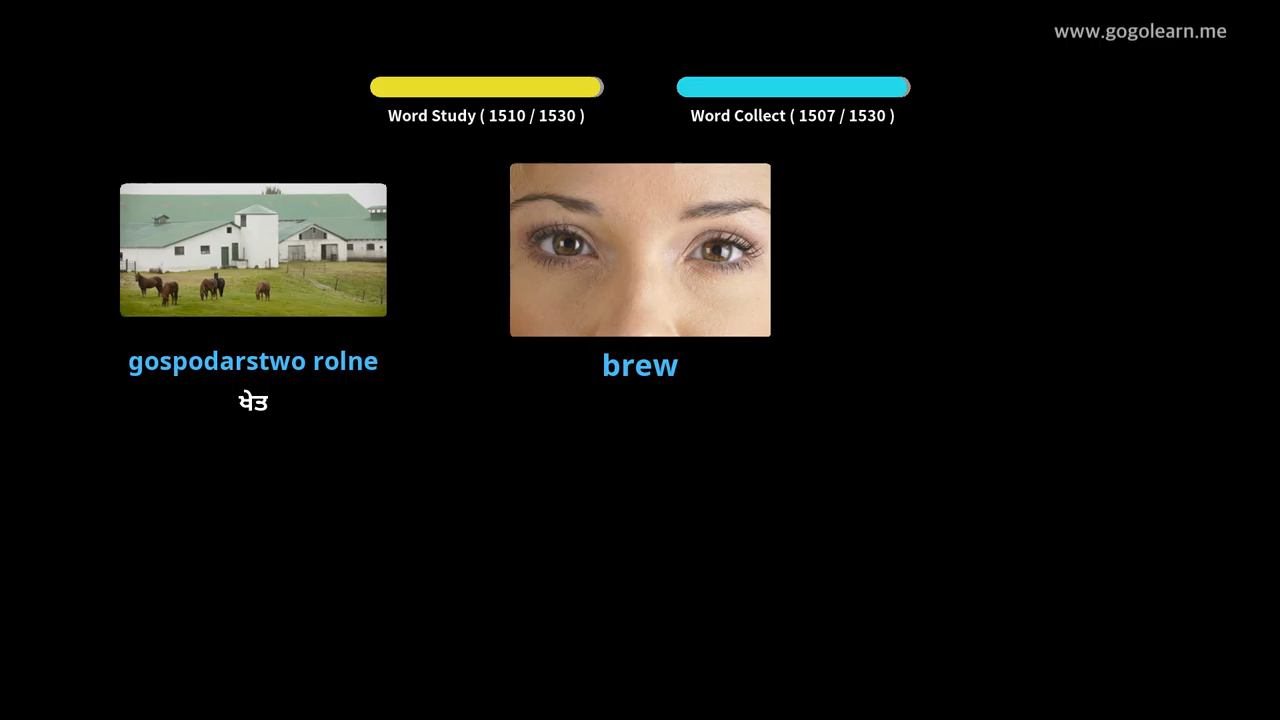 www.gogolearn.me
Word Study ( 1510 / 1530 )
Word Collect ( 1507 / 1530 )
gospodarstwo rolne
ਖੇਤ
brew